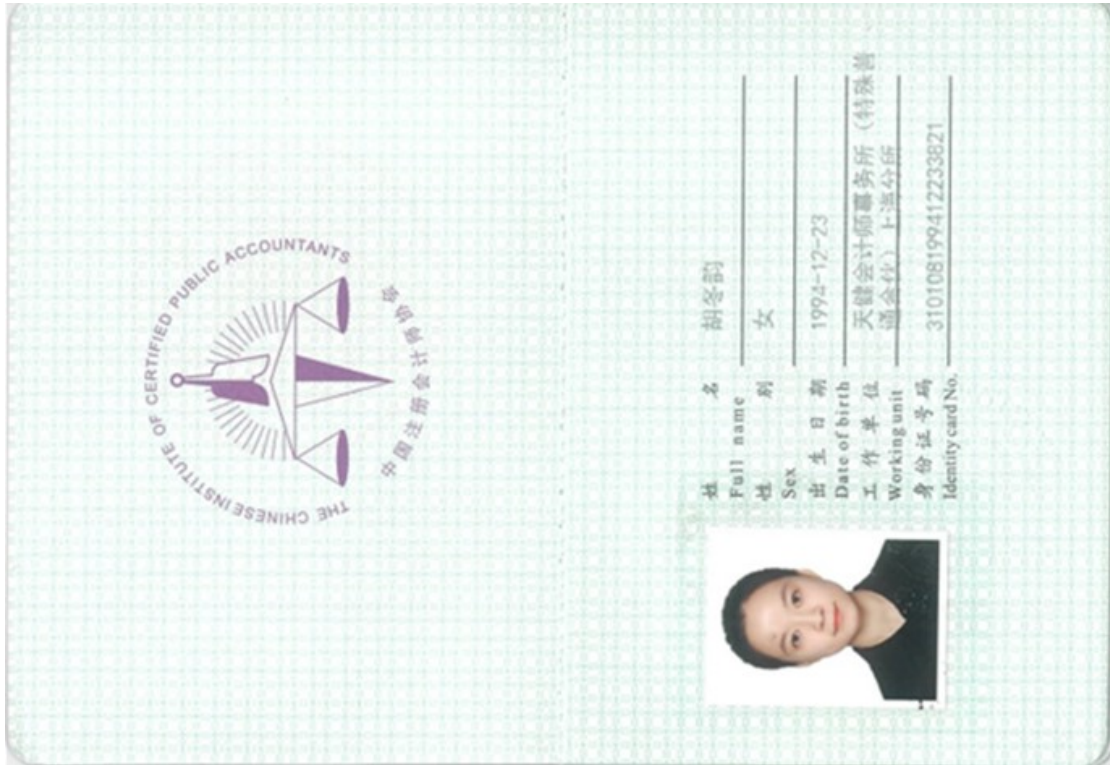 THE CHINESE INSTITUTE OF CERTIFIED PUBLIC ACCOUNTANTS
中国注册会计师协会
姓名 胡冬韵
Full name
性别 女
Sex
出生日期 1994-12-23
Date of birth
工作单位 天健会计师事务所（特殊普
Working unit 通合伙）上海分所
身份证号码 310108199412233821
Identity card No.